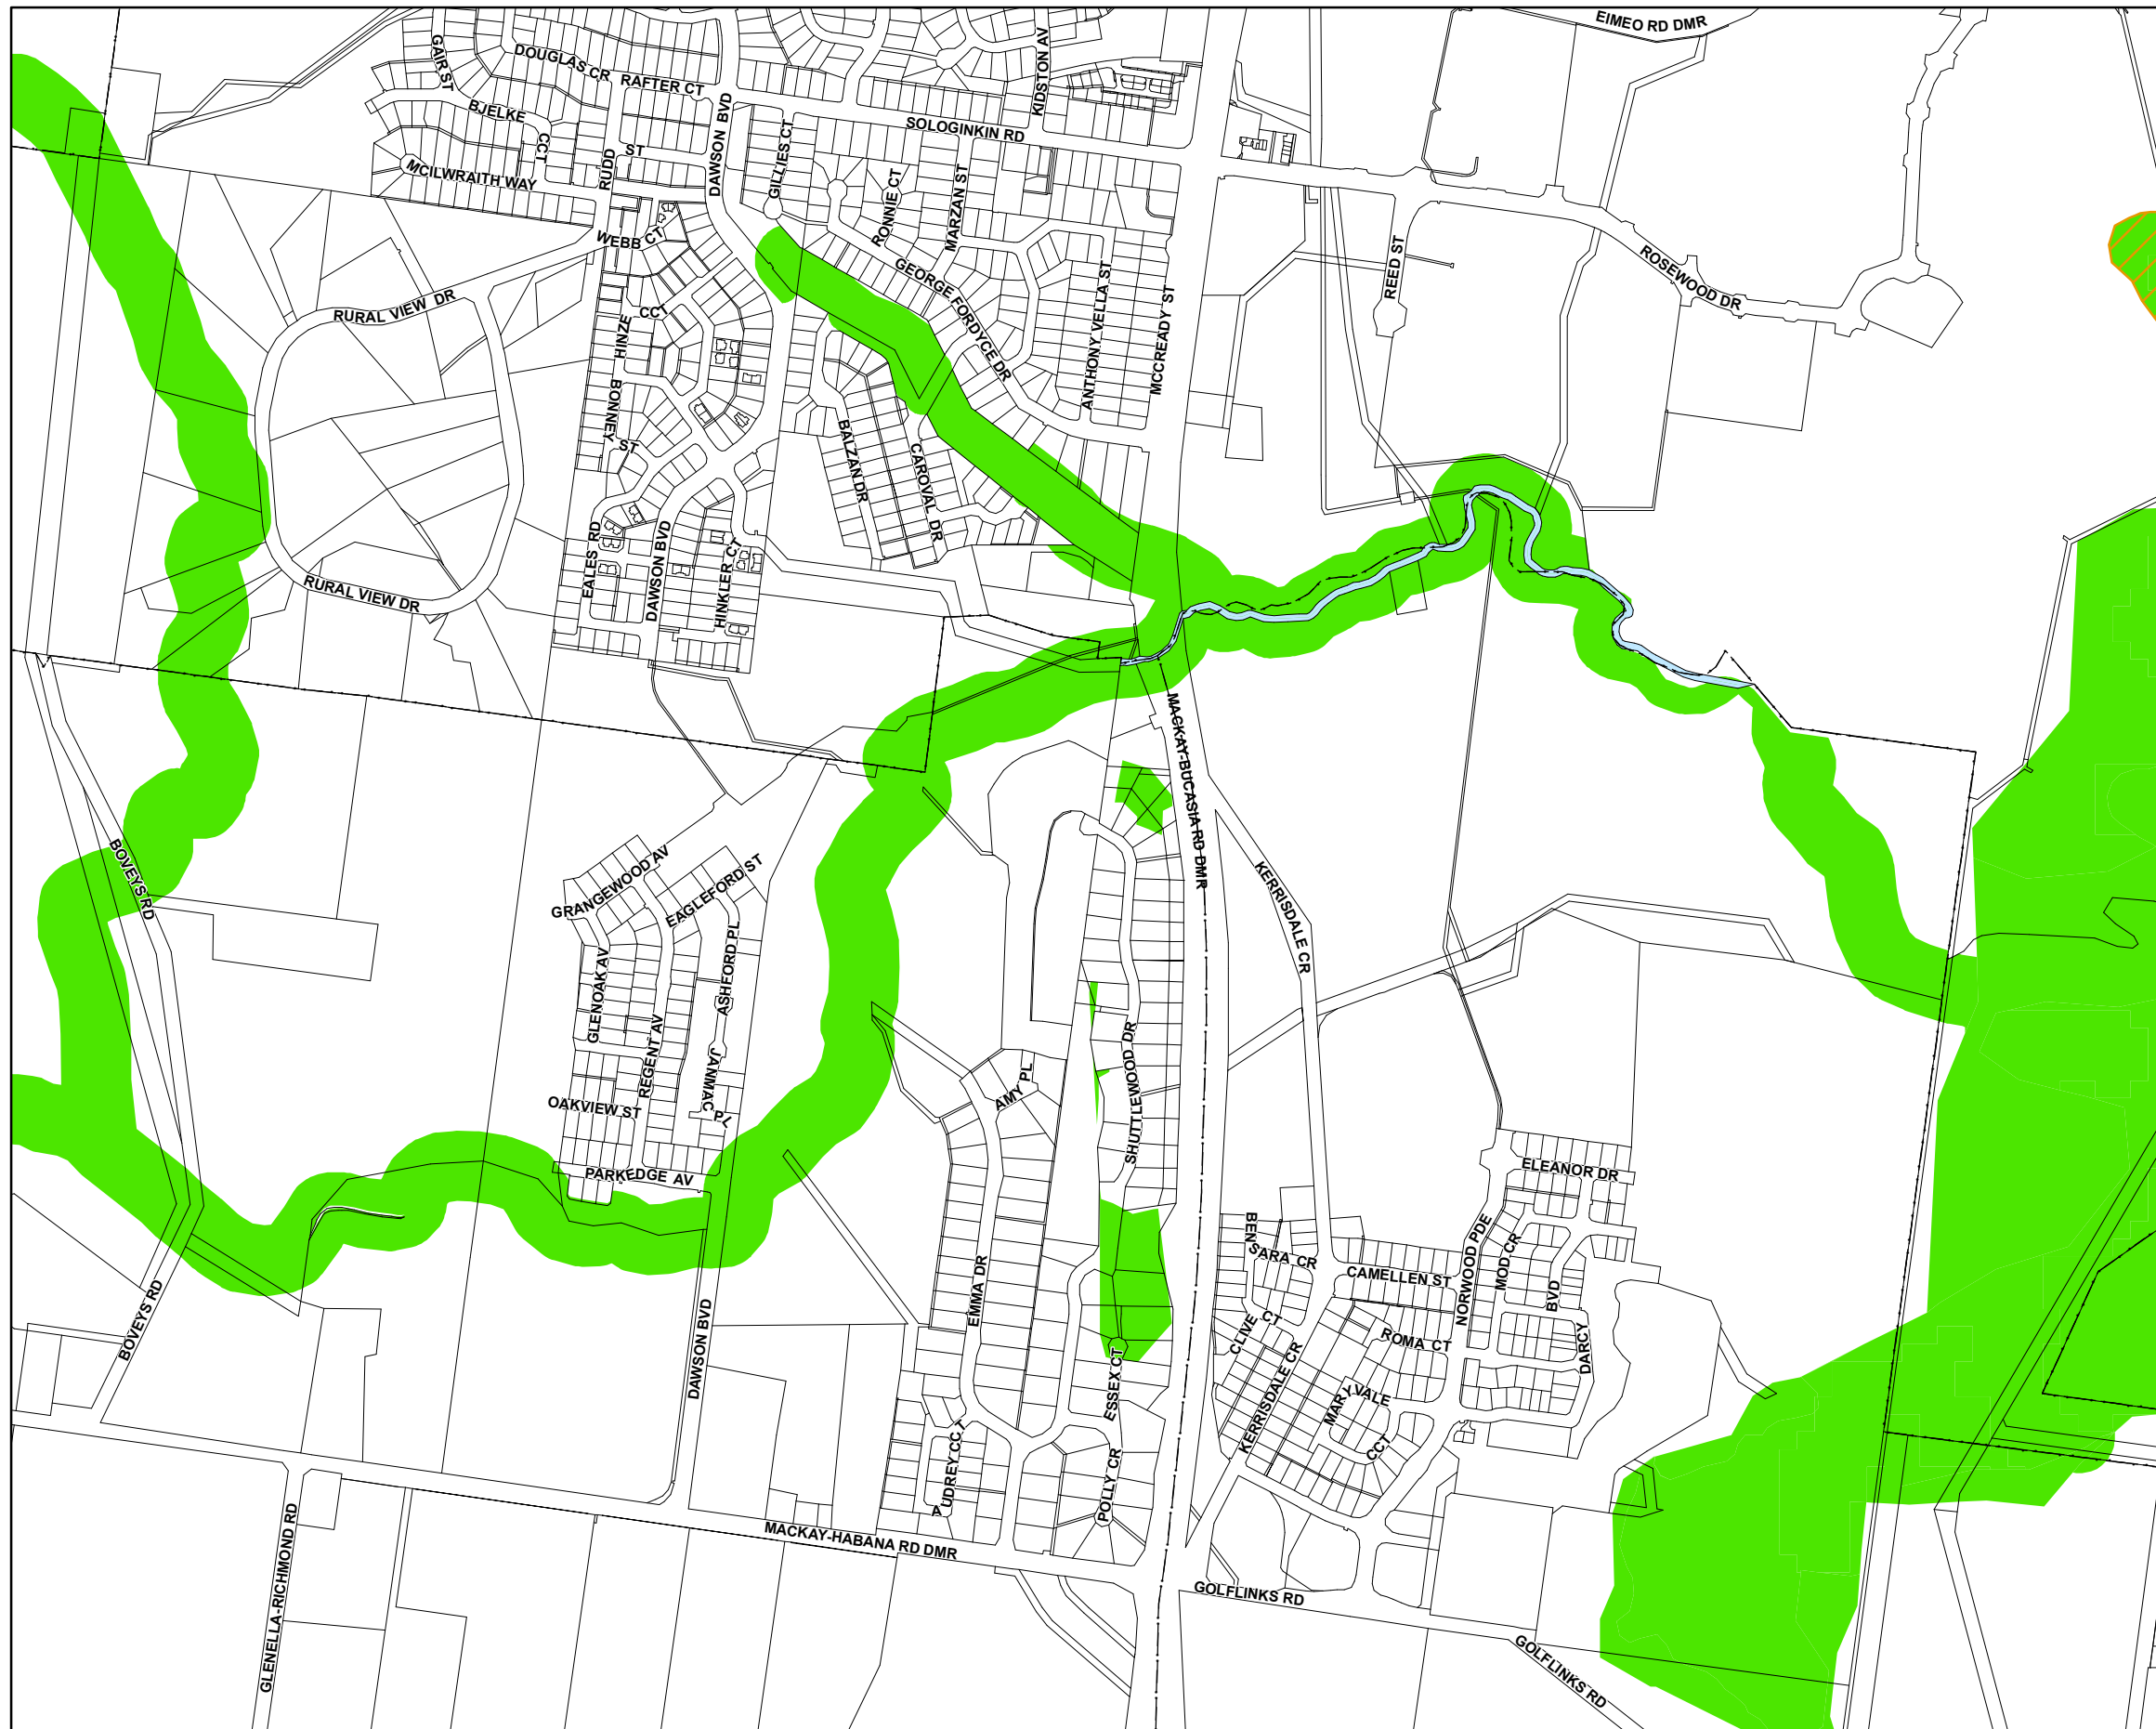 EIMEO RD DMR
GAIR ST
DOUGLAS CR
RAFTER CT
KIDSTON AV
BJELKE
CCT
DAWSON BVD
GILLIES CT
SOLOGINKIN RD
RUDD
ST
MCILWRAITH WAY
RONNIE CT
MARZAN ST
WEBB CT
REED ST
ROSEWOOD DR
RURAL VIEW DR
GEORGE FORDYCE DR
ANTHONY VELLA ST
MCCREADY ST
HINZE
CCT
BONNEY
ST
BALZAN DR
CAROVAL DR
EALES RD
DAWSON BVD
HINKLER CT
RURAL VIEW DR
MACKAY-BUCASIA RD DMR
BOVEYS RD
GRANGEWOOD AV
EAGLEFORD ST
KERRISDALE CR
GLENOAK AV
ASHFORD PL
REGENT AV
JANMAC
PL
AMY PL
SHUTTLEWOOD DR
OAKVIEW ST
PARKEDGE AV
ELEANOR DR
BEN
SARA CR
NORWOOD PDE
MOD CR
CAMELLEN ST
BVD
EMMA DR
BOVEYS RD
DAWSON BVD
CLIVE
CT
ROMA CT
DARCY
ESSEX CT
KERRISDALE CR
MARYVALE
CCT
AUDREY CCT
POLLY CR
GLENELLA-RICHMOND RD
MACKAY-HABANA RD DMR
GOLFLINKS RD
GOLFLINKS RD